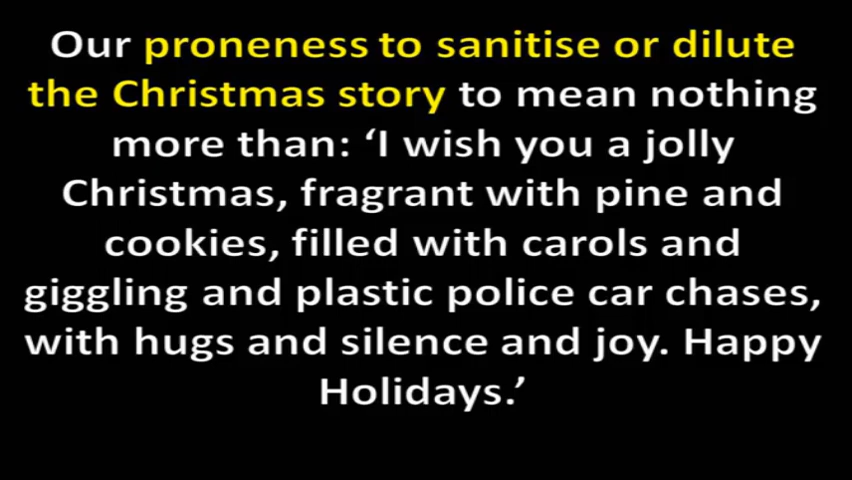 Our proneness to sanitise or dilute
the Christmas story to mean nothing
more than: ‘I wish you a jolly
Christmas, fragrant with pine and
cookies, filled with carols and
giggling and plastic police car chases,
with hugs and silence and joy. Happy
Holidays.’